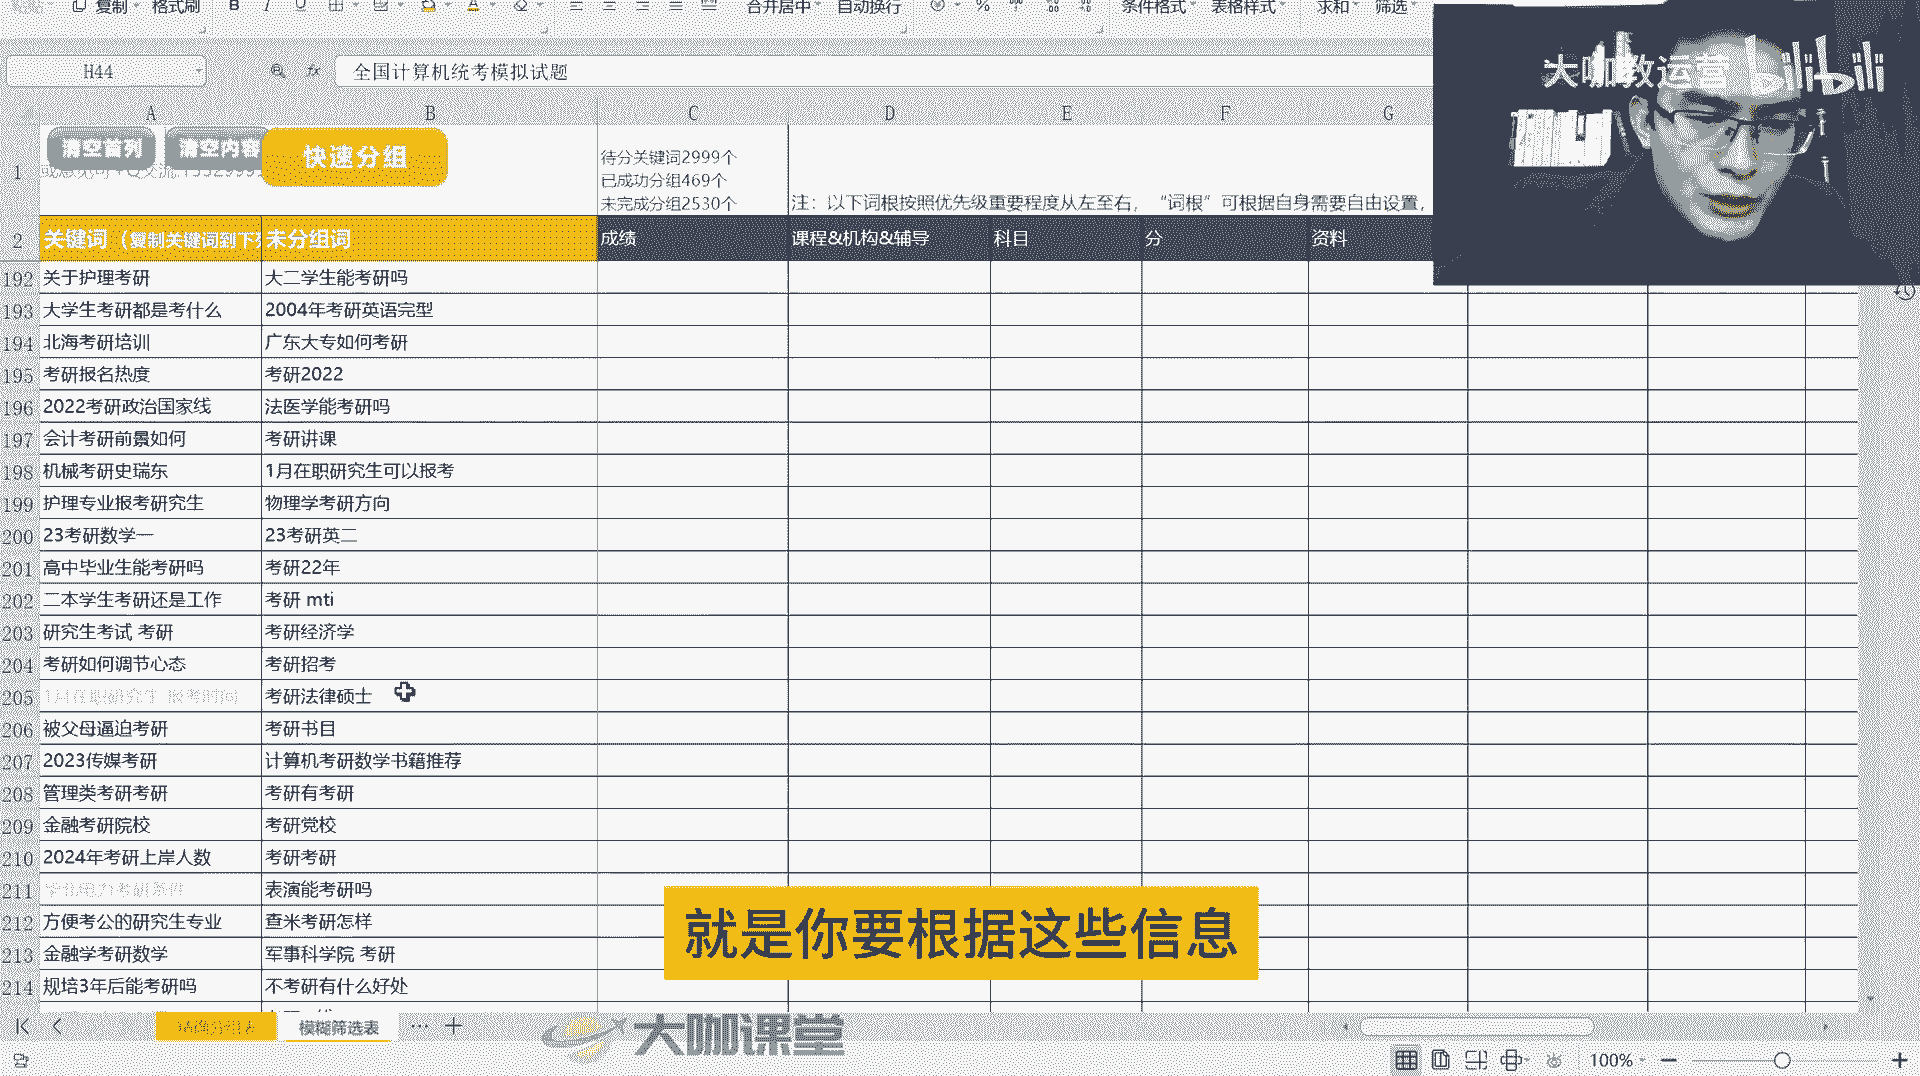 复制 格式刷 B I U A 合并居中 自动换行 % 条件格式 表格样式 求和 筛选
H44 fx 全国计算机统考模拟试题
大咖教运营 bilibili
A B C D E F G
清空首列 清空内容 快速分组
1
待分关键词2999个
已成功分组469个
未完成分组2530个
注：以下词根按照优先级重要程度从左至右，“词根”可根据自身需要自由设置，
2 关键词（复制关键词到下列 未分组词 成绩 课程&机构&辅导 科目 分 资料
192 关于护理考研 大二学生能考研吗
193 大学生考研都是考什么 2004年考研英语完型
194 北海考研培训 广东大专如何考研
195 考研报名热度 考研2022
196 2022考研政治国家线 法医学能考研吗
197 会计考研前景如何 考研讲课
198 机械考研史瑞东 1月在职研究生可以报考
199 护理专业报考研究生 物理学考研方向
200 23考研数学一 23考研英二
201 高中毕业生能考研吗 考研22年
202 二本学生考研还是工作 考研 mti
203 研究生考试 考研 考研经济学
204 考研如何调节心态 考研招考
205 1月在职研究生 报考时间 考研法律硕士
206 被父母逼迫考研 考研书目
207 2023传媒考研 计算机考研数学书籍推荐
208 管理类考研考研 考研有考研
209 金融考研院校 考研党校
210 2024年考研上岸人数 考研考研
211 表演能考研吗
212 方便考公的研究生专业 查米考研怎样
213 金融学考研数学 军事科学院 考研
214 规培3年后能考研吗 不考研有什么好处
就是你要根据这些信息
精确分组表 模糊筛选表 ··· +
大咖课堂
100% − +